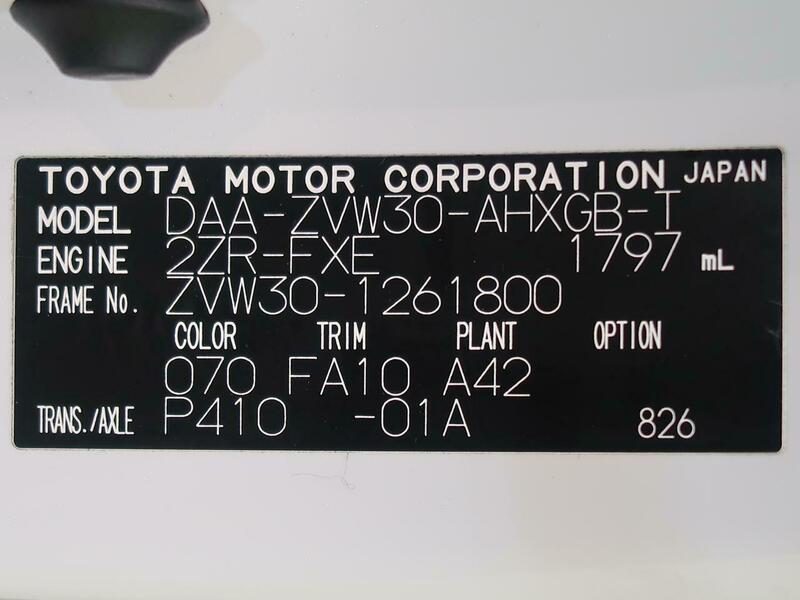 TOYOTA MOTOR CORPORATION JAPAN
MODEL DAA-ZVW30-AHXGB-T
ENGINE 2ZR-FXE 1797 mL
FRAME No. ZVW30-1261800
COLOR TRIM PLANT OPTION
070 FA10 A42
TRANS./AXLE P410 -01A 826